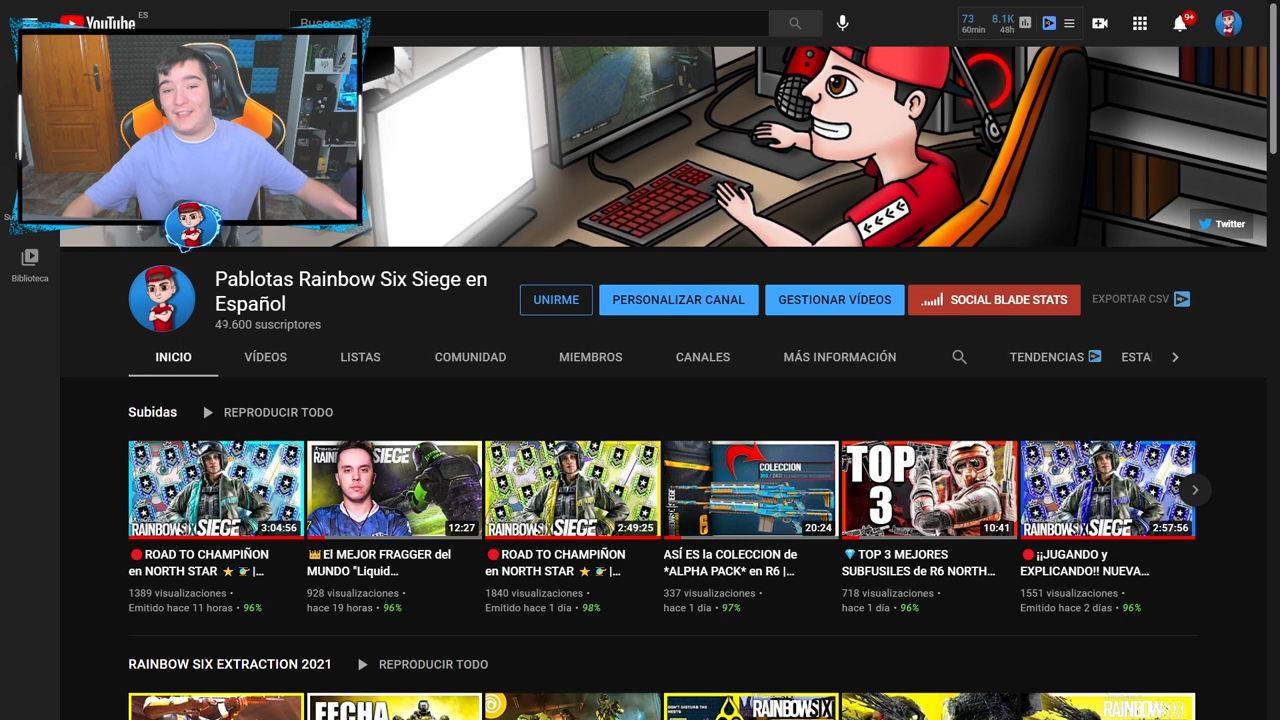 YouTube ES
Buscar
73 8.1K
60min 48h
9+
Twitter
Biblioteca
Pablotas Rainbow Six Siege en
Español
49.600 suscriptores
UNIRME
PERSONALIZAR CANAL
GESTIONAR VÍDEOS
SOCIAL BLADE STATS
EXPORTAR CSV
INICIO VÍDEOS LISTAS COMUNIDAD MIEMBROS CANALES MÁS INFORMACIÓN TENDENCIAS ESTA
Subidas REPRODUCIR TODO
RAINBOW SIX SIEGE
3:04:56
RAINBOW SIX SIEGE
12:27
RAINBOW SIX SIEGE
2:49:25
COLECCIÓN
20:24
TOP
3
10:41
RAINBOW SIX SIEGE
2:57:56
🔴ROAD TO CHAMPIÑON
en NORTH STAR ⭐ 🍳 |...
1389 visualizaciones •
Emitido hace 11 horas • 96%
👑El MEJOR FRAGGER del
MUNDO "Liquid...
928 visualizaciones •
hace 19 horas • 96%
🔴ROAD TO CHAMPIÑON
en NORTH STAR ⭐ 🍳 |...
1840 visualizaciones •
Emitido hace 1 día • 98%
ASÍ ES la COLECCION de
*ALPHA PACK* en R6 |...
337 visualizaciones •
hace 1 día • 97%
💎 TOP 3 MEJORES
SUBFUSILES de R6 NORTH...
718 visualizaciones •
hace 1 día • 96%
🔴 ¡¡JUGANDO y
EXPLICANDO!! NUEVA...
1551 visualizaciones •
Emitido hace 2 días • 96%
RAINBOW SIX EXTRACTION 2021 REPRODUCIR TODO
FECHA
RAINBOW SIX
RAINBOW SIX